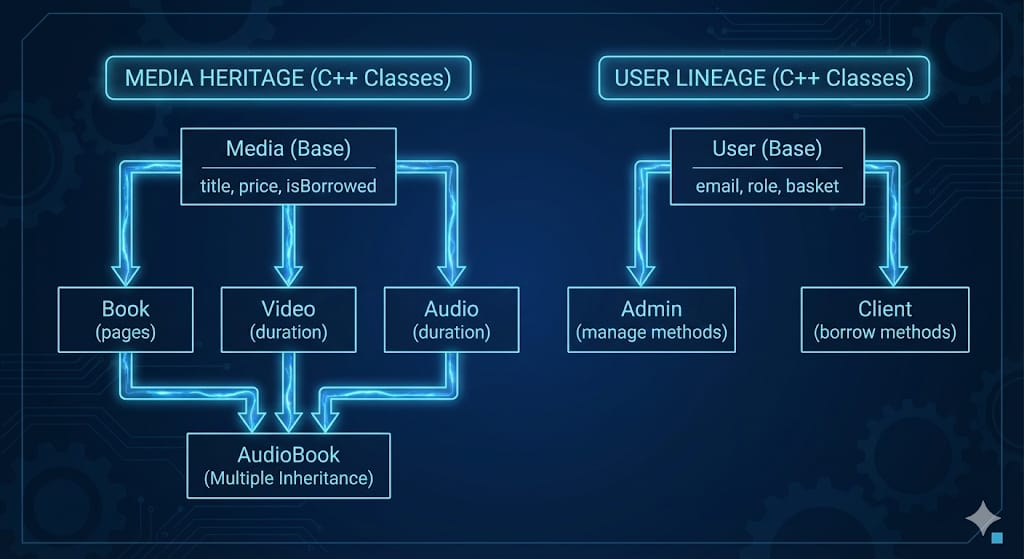 MEDIA HERITAGE (C++ Classes)
USER LINEAGE (C++ Classes)
Media (Base)
title, price, isBorrowed
User (Base)
email, role, basket
Book
(pages)
Video
(duration)
Audio
(duration)
Admin
(manage methods)
Client
(borrow methods)
AudioBook
(Multiple Inheritance)